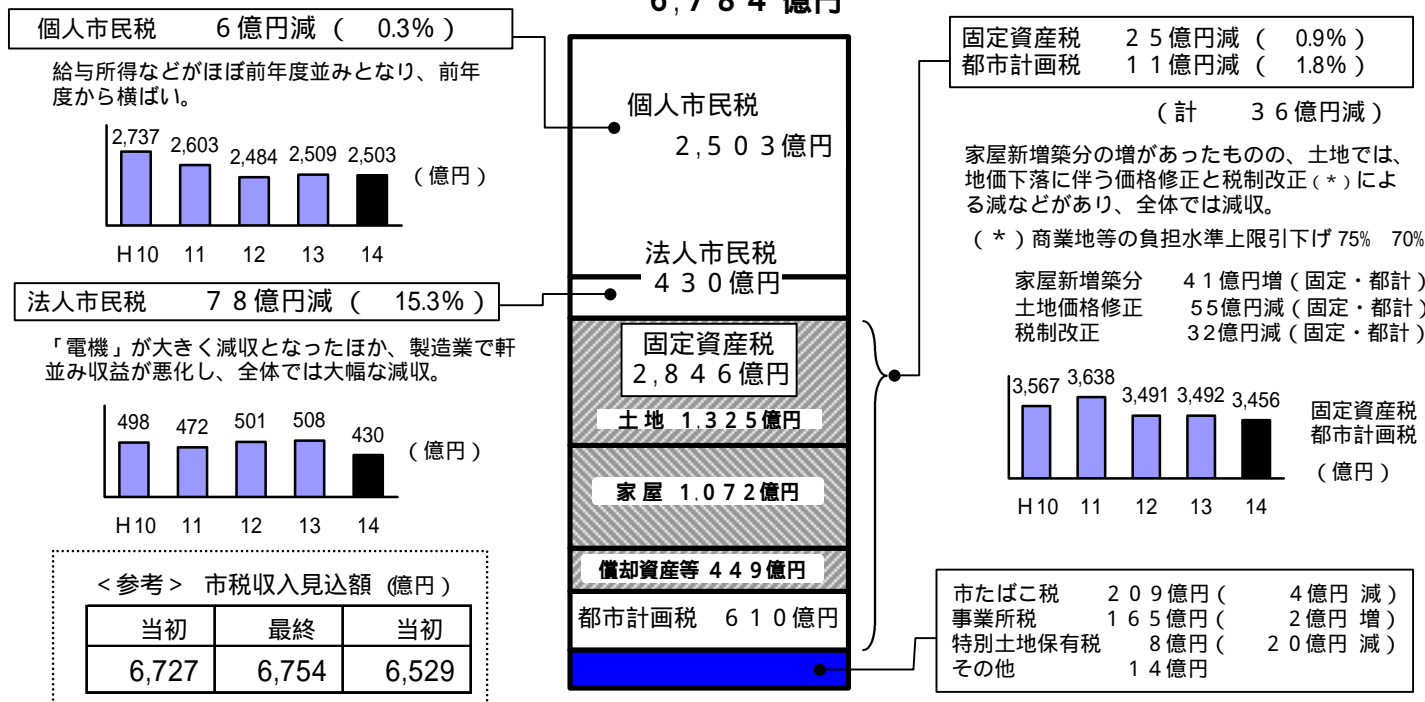 6,784億円
個人市民税 6億円減 ( 0.3% )
給与所得などがほぼ前年度並みとなり、前年
度から横ばい。
2,737 2,603 2,484 2,509 2,503
(億円)
H10 11 12 13 14
法人市民税 78億円減 ( 15.3% )
「電機」が大きく減収となったほか、製造業で軒
並み収益が悪化し、全体では大幅な減収。
498 472 501 508 430
(億円)
H10 11 12 13 14
<参考> 市税収入見込額 (億円)
当初 最終 当初
6,727 6,754 6,529
個人市民税
2,503億円
法人市民税
430億円
固定資産税
2,846億円
土地 1,325億円
家屋 1,072億円
償却資産等 449億円
都市計画税 610億円
固定資産税 25億円減 ( 0.9% )
都市計画税 11億円減 ( 1.8% )
(計 36億円減)
家屋新増築分の増があったものの、土地では、
地価下落に伴う価格修正と税制改正(*)によ
る減などがあり、全体では減収。
(*)商業地等の負担水準上限引下げ 75% 70%
家屋新増築分 41億円増(固定・都計)
土地価格修正 55億円減(固定・都計)
税制改正 32億円減(固定・都計)
3,567 3,638 3,491 3,492 3,456
固定資産税
都市計画税
(億円)
H10 11 12 13 14
市たばこ税 209億円( 4億円 減)
事業所税 165億円( 2億円 増)
特別土地保有税 8億円( 20億円 減)
その他 14億円